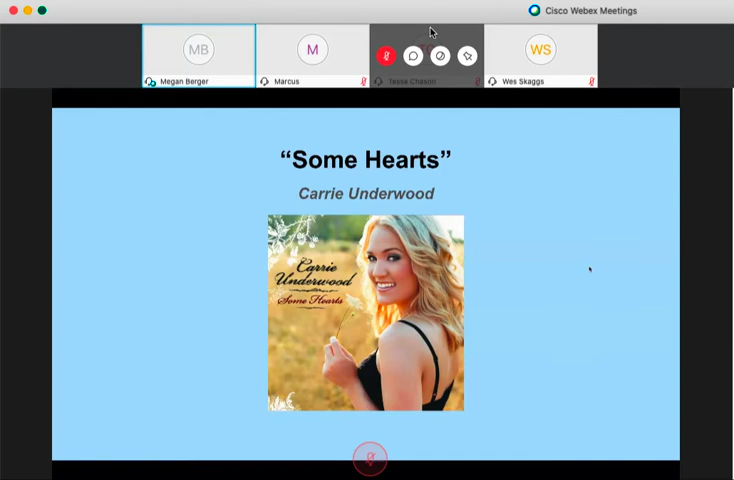 Cisco Webex Meetings
MB
M
WS
Megan Berger
Marcus
Tessa Chason
Wes Skaggs
“Some Hearts”
Carrie Underwood
Carrie
Underwood
Some Hearts